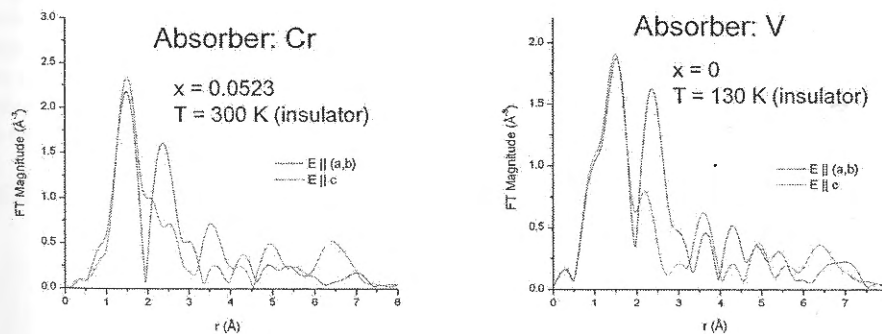 Absorber: Cr
x = 0.0523
T = 300 K (insulator)
E || (a,b)
E || c
FT Magnitude (Å⁻³)
3.0
2.5
2.0
1.5
1.0
0.5
0.0
0 1 2 3 4 5 6 7 8
r (Å)
Absorber: V
x = 0
T = 130 K (insulator)
E || (a,b)
E || c
FT Magnitude (Å⁻³)
2.0
1.5
1.0
0.5
0.0
0 1 2 3 4 5 6 7
r (Å)